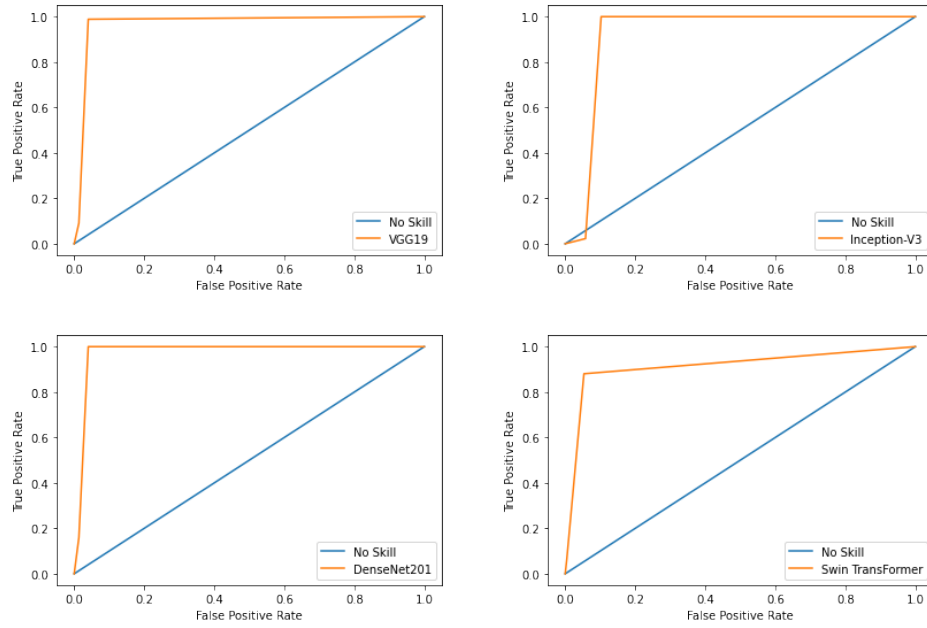 1.0
0.8
0.6
0.4
0.2
0.0
True Positive Rate
No Skill
VGG19
0.0 0.2 0.4 0.6 0.8 1.0
False Positive Rate
1.0
0.8
0.6
0.4
0.2
0.0
True Positive Rate
No Skill
Inception-V3
0.0 0.2 0.4 0.6 0.8 1.0
False Positive Rate
1.0
0.8
0.6
0.4
0.2
0.0
True Positive Rate
No Skill
DenseNet201
0.0 0.2 0.4 0.6 0.8 1.0
False Positive Rate
1.0
0.8
0.6
0.4
0.2
0.0
True Positive Rate
No Skill
Swin TransFormer
0.0 0.2 0.4 0.6 0.8 1.0
False Positive Rate